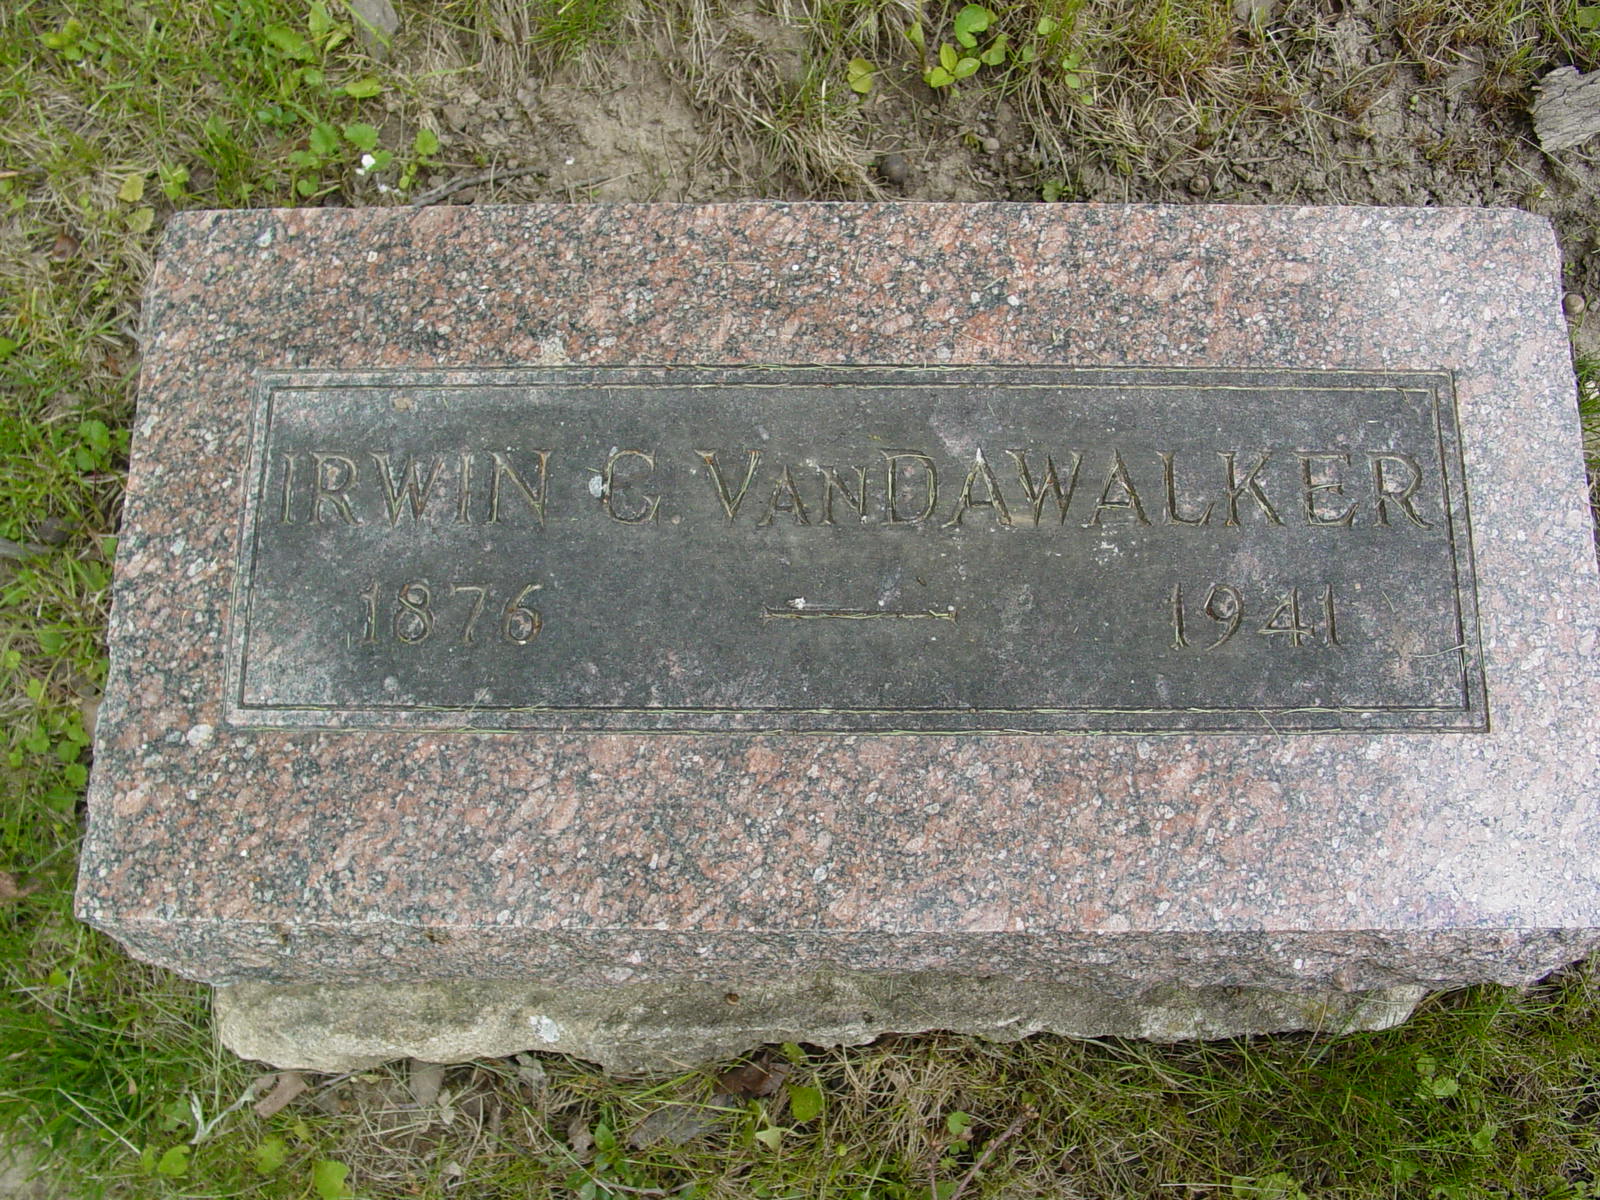 IRWIN G VANDAWALKER
1876 — 1941